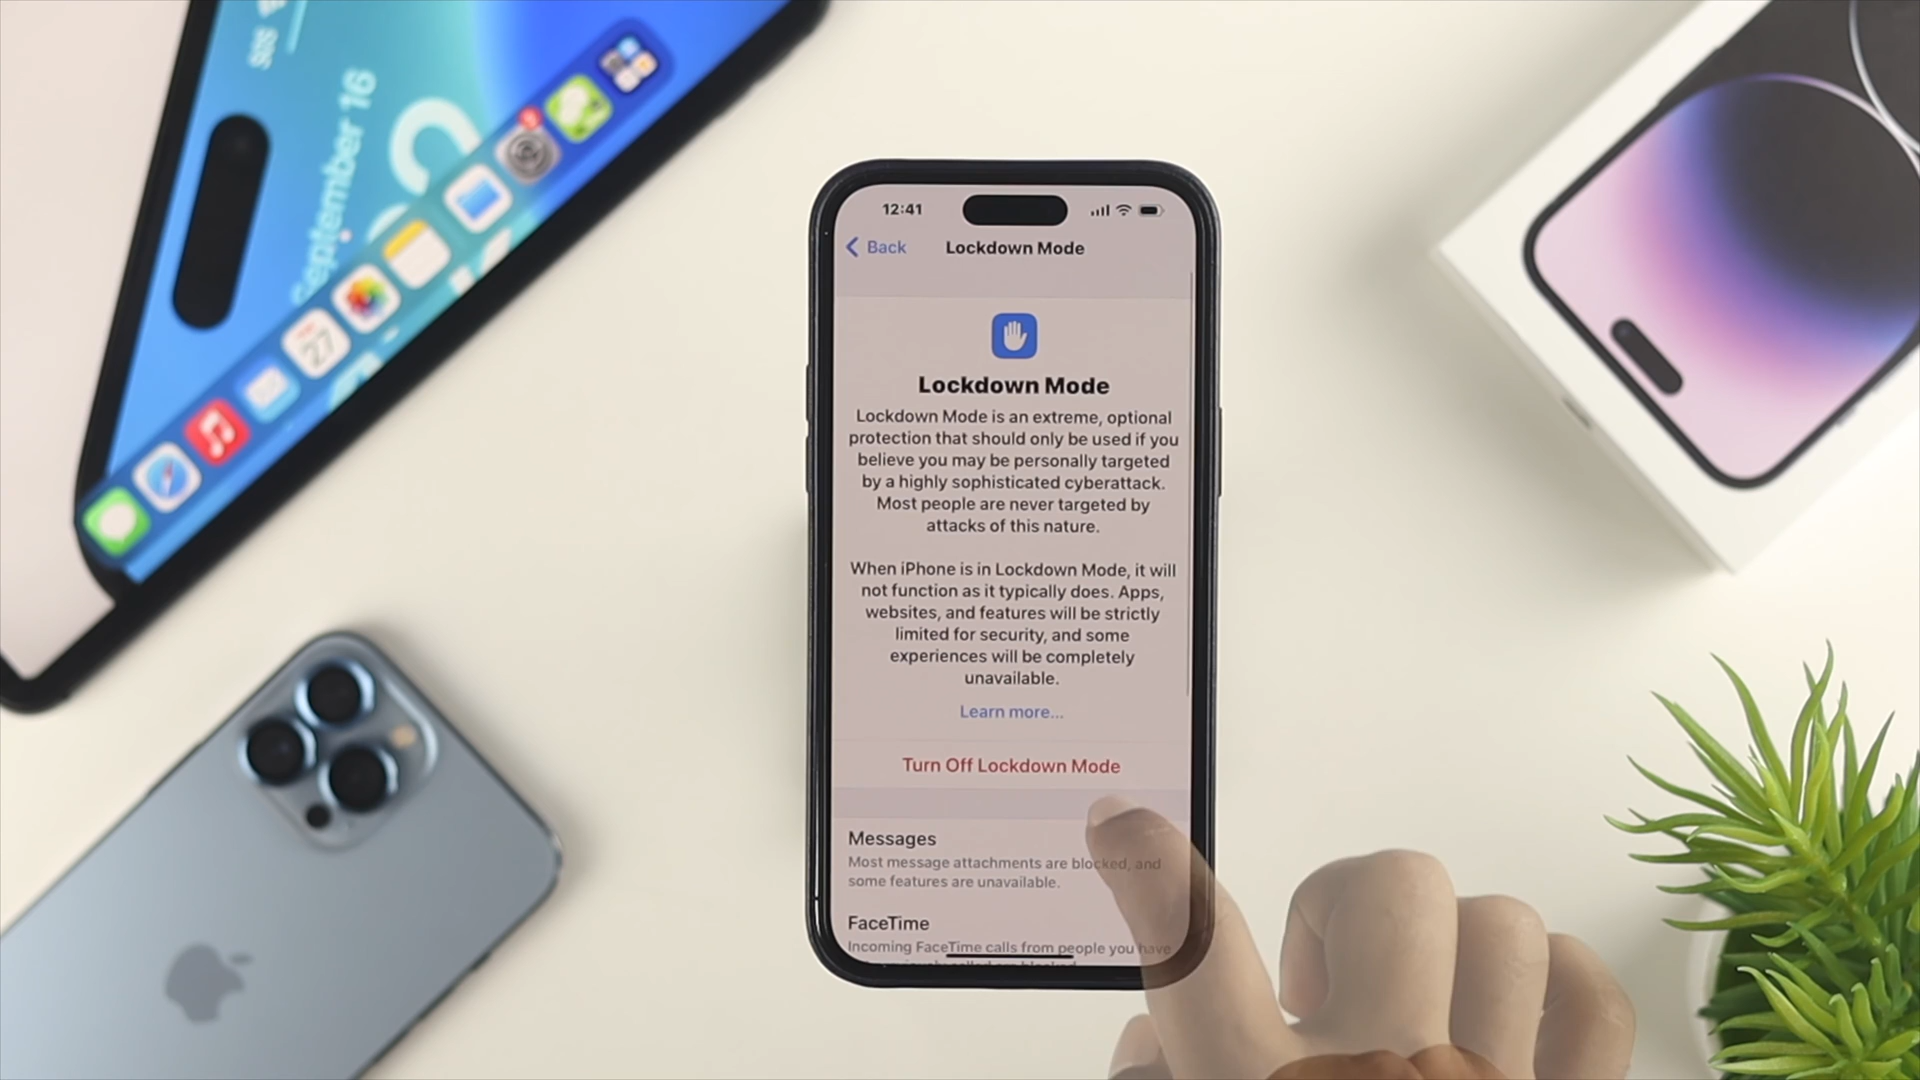 September 16
27
12:41
Back
Lockdown Mode
Lockdown Mode
Lockdown Mode is an extreme, optional
protection that should only be used if you
believe you may be personally targeted
by a highly sophisticated cyberattack.
Most people are never targeted by
attacks of this nature.
When iPhone is in Lockdown Mode, it will
not function as it typically does. Apps,
websites, and features will be strictly
limited for security, and some
experiences will be completely
unavailable.
Learn more...
Turn Off Lockdown Mode
Messages
Most message attachments are blocked, and
some features are unavailable.
FaceTime
Incoming FaceTime calls from people you have